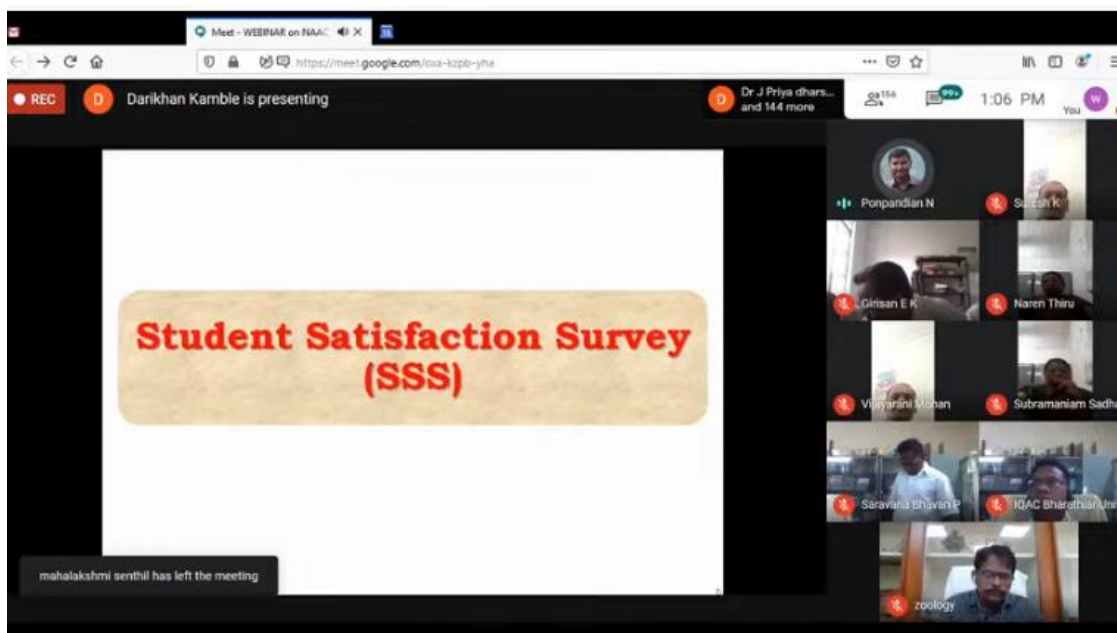 Meet - WEBINAR on NAAC
https://meet.google.com/oxa-kzpb-yha
REC
D
Darikhan Kamble is presenting
D
Dr J Priya dhars...
and 144 more
156
99+
1:06 PM
You
W
Student Satisfaction Survey
(SSS)
Ponpandian N
Suresh K
Girisan E K
Naren Thiru
Vijayarani Mohan
Subramaniam Sadha
Saravana Bhavan P
IQAC Bharathiar Uni
zoology
mahalakshmi senthil has left the meeting